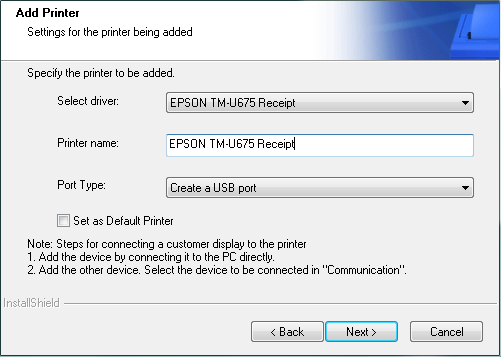 Add Printer
Settings for the printer being added
Specify the printer to be added.
Select driver: EPSON TM-U675 Receipt
Printer name: EPSON TM-U675 Receipt
Port Type: Create a USB port
Set as Default Printer
Note: Steps for connecting a customer display to the printer
1. Add the device by connecting it to the PC directly.
2. Add the other device. Select the device to be connected in "Communication".
InstallShield
< Back Next > Cancel